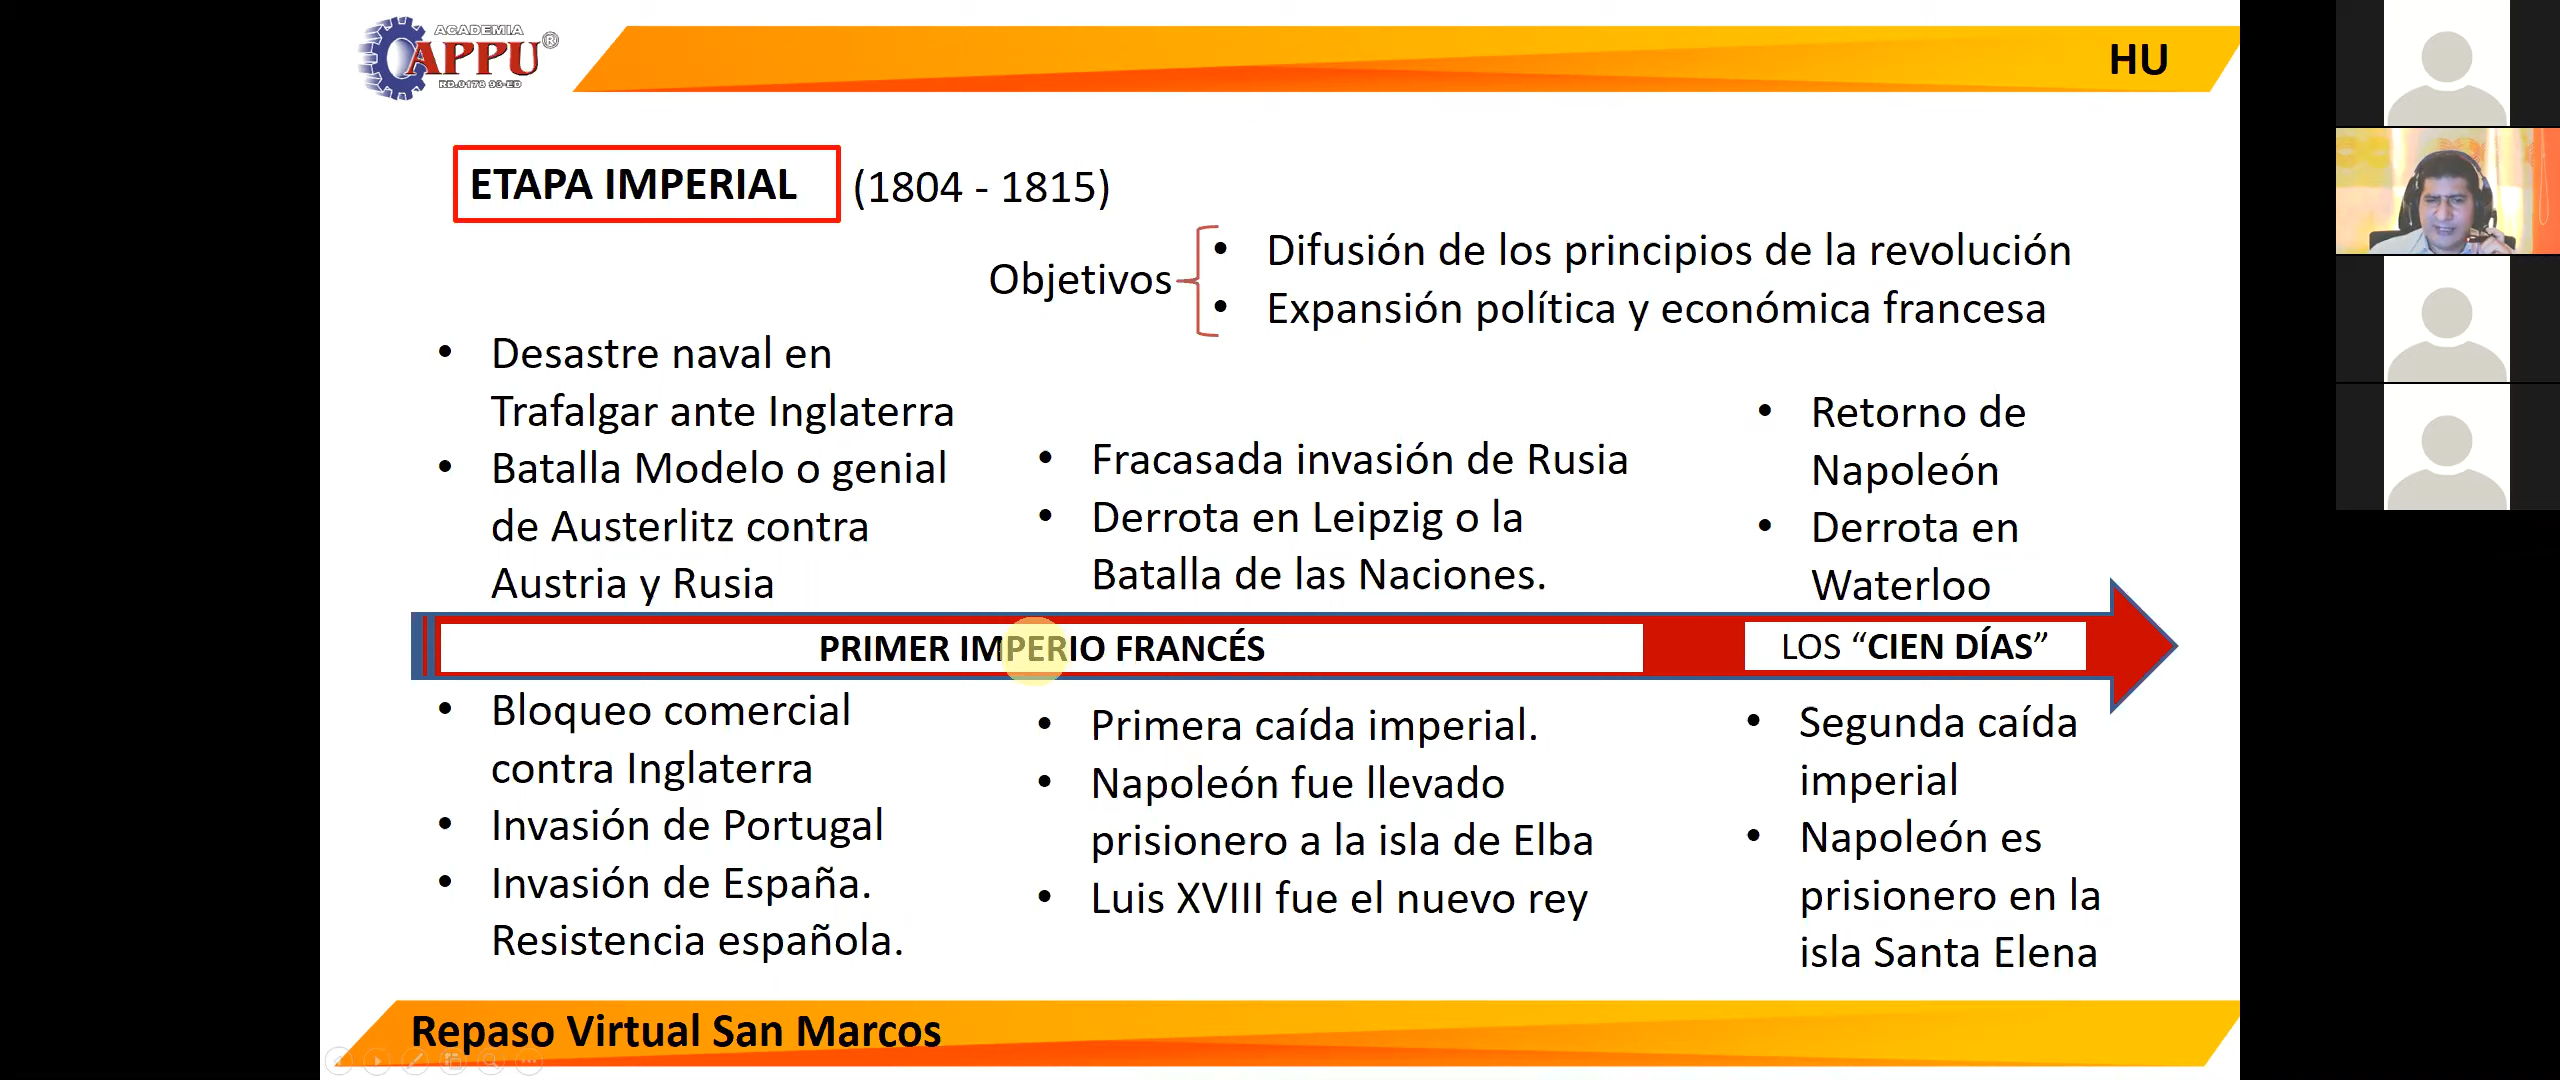 ACADEMIA
APPU®
RD.0178 93-ED
HU
ETAPA IMPERIAL (1804 - 1815)
Objetivos
• Difusión de los principios de la revolución
• Expansión política y económica francesa
• Desastre naval en
Trafalgar ante Inglaterra
• Batalla Modelo o genial
de Austerlitz contra
Austria y Rusia
• Fracasada invasión de Rusia
• Derrota en Leipzig o la
Batalla de las Naciones.
• Retorno de
Napoleón
• Derrota en
Waterloo
PRIMER IMPERIO FRANCÉS
LOS “CIEN DÍAS”
• Bloqueo comercial
contra Inglaterra
• Invasión de Portugal
• Invasión de España.
Resistencia española.
• Primera caída imperial.
• Napoleón fue llevado
prisionero a la isla de Elba
• Luis XVIII fue el nuevo rey
• Segunda caída
imperial
• Napoleón es
prisionero en la
isla Santa Elena
Repaso Virtual San Marcos